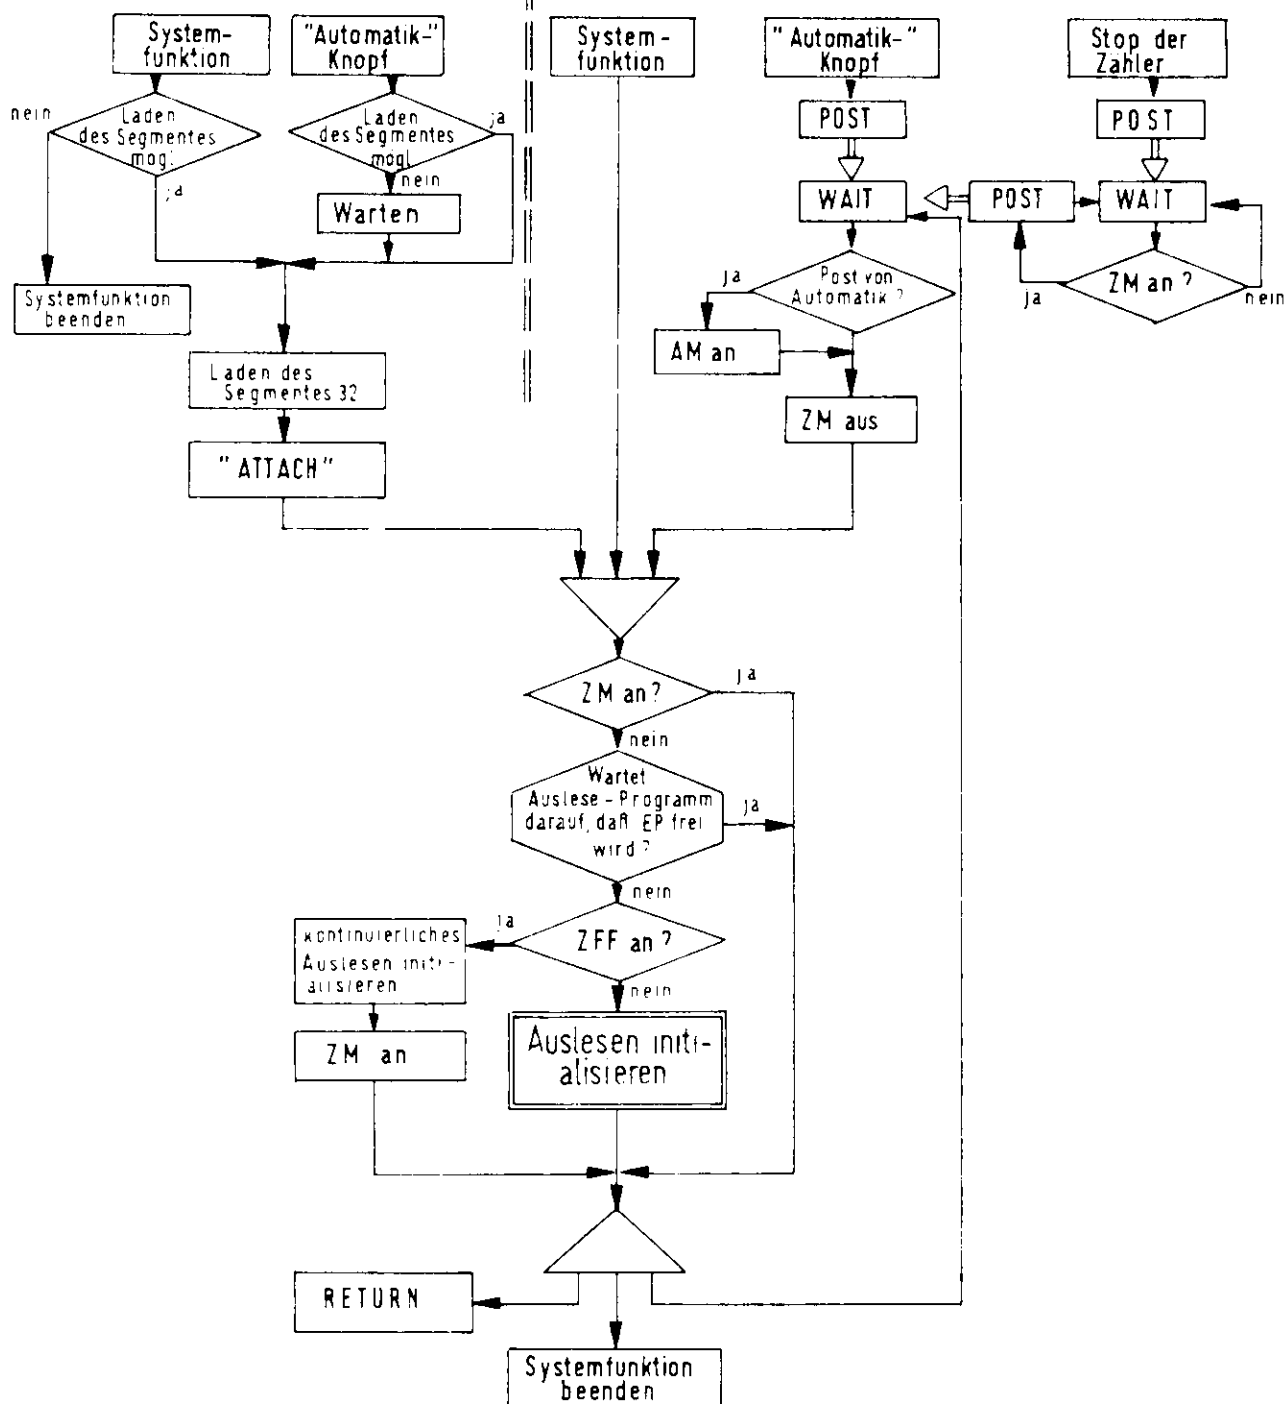 System-
funktion
"Automatik-"
Knopf
System-
funktion
"Automatik-"
Knopf
Stop der
Zähler
nein
Laden
des Segmentes
mögl
ja
Laden
des Segmentes
mögl
ja
nein
Warten
POST
POST
WAIT
POST
WAIT
Systemfunktion
beenden
ja
Post von
Automatik?
ja
ZM an?
nein
AM an
Laden des
Segmentes 32
ZM aus
"ATTACH"
ZM an?
ja
nein
Wartet
Auslese-Programm
darauf, daß EP frei
wird?
ja
nein
ja
ZFF an?
kontinuierliches
Auslesen initi-
alisieren
nein
ZM an
Auslesen initi-
alisieren
RETURN
Systemfunktion
beenden